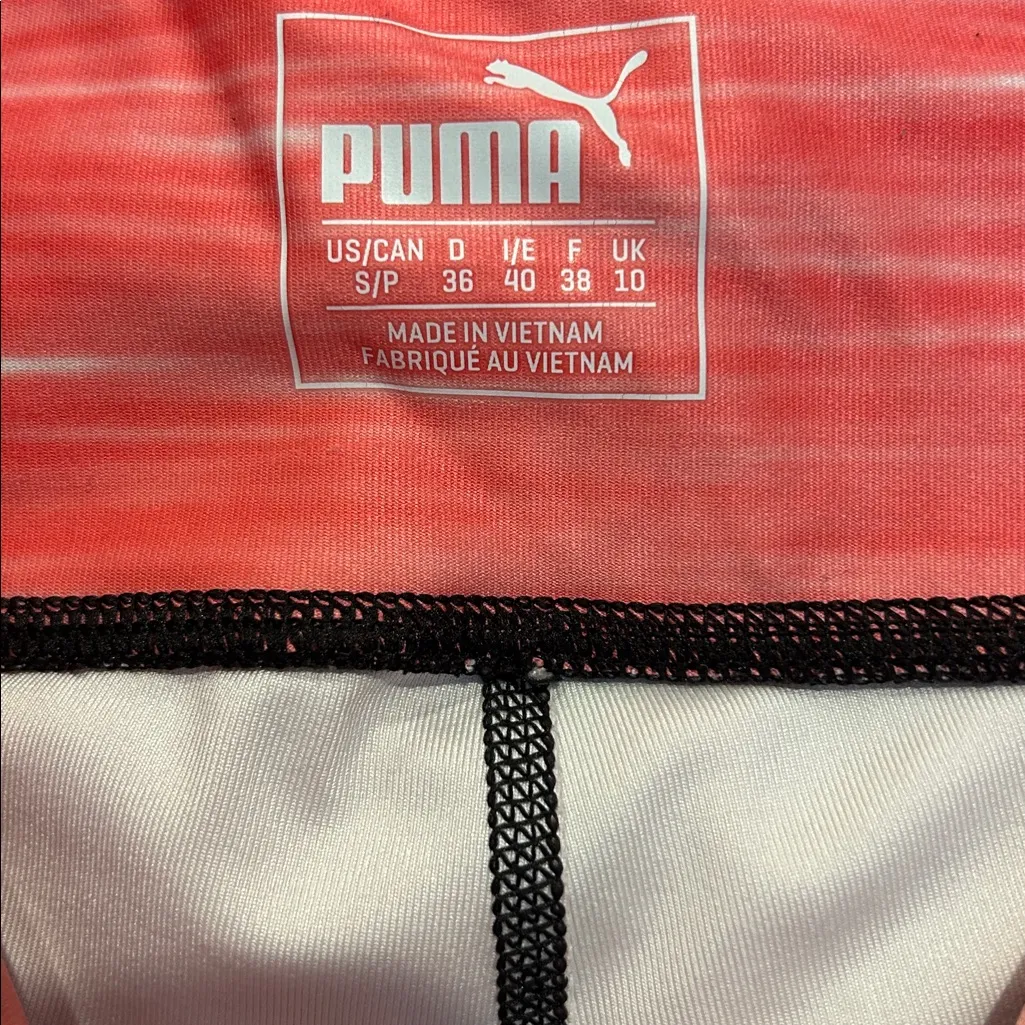 PUMA
US/CAN D I/E F UK
S/P 36 40 38 10
MADE IN VIETNAM
FABRIQUÉ AU VIETNAM